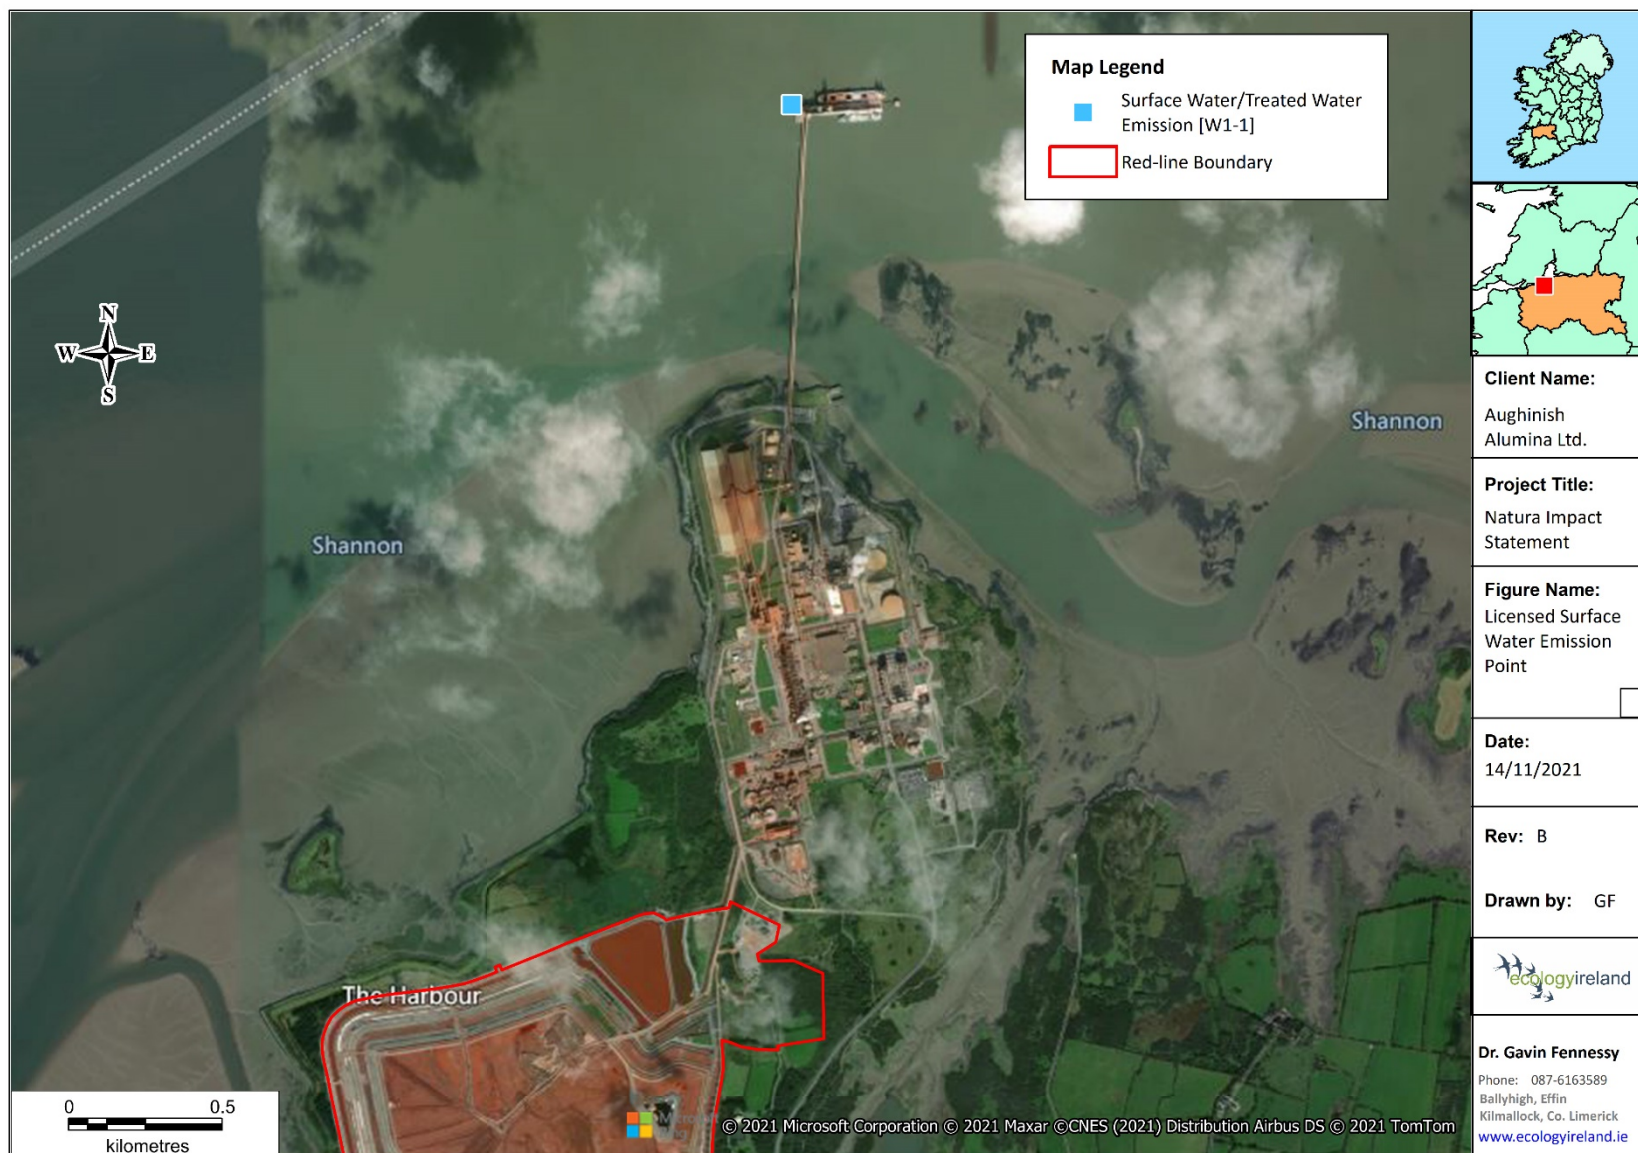 Map Legend
Surface Water/Treated Water
Emission [W1-1]
Red-line Boundary
N
W E
S
Shannon
Shannon
The Harbour
0 0.5
kilometres
© 2021 Microsoft Corporation © 2021 Maxar ©CNES (2021) Distribution Airbus DS © 2021 TomTom
Client Name:
Aughinish
Alumina Ltd.
Project Title:
Natura Impact
Statement
Figure Name:
Licensed Surface
Water Emission
Point
Date:
14/11/2021
Rev: B
Drawn by: GF
ecologyireland
Dr. Gavin Fennessy
Phone: 087-6163589
Ballyhigh, Effin
Kilmallock, Co. Limerick
www.ecologyireland.ie